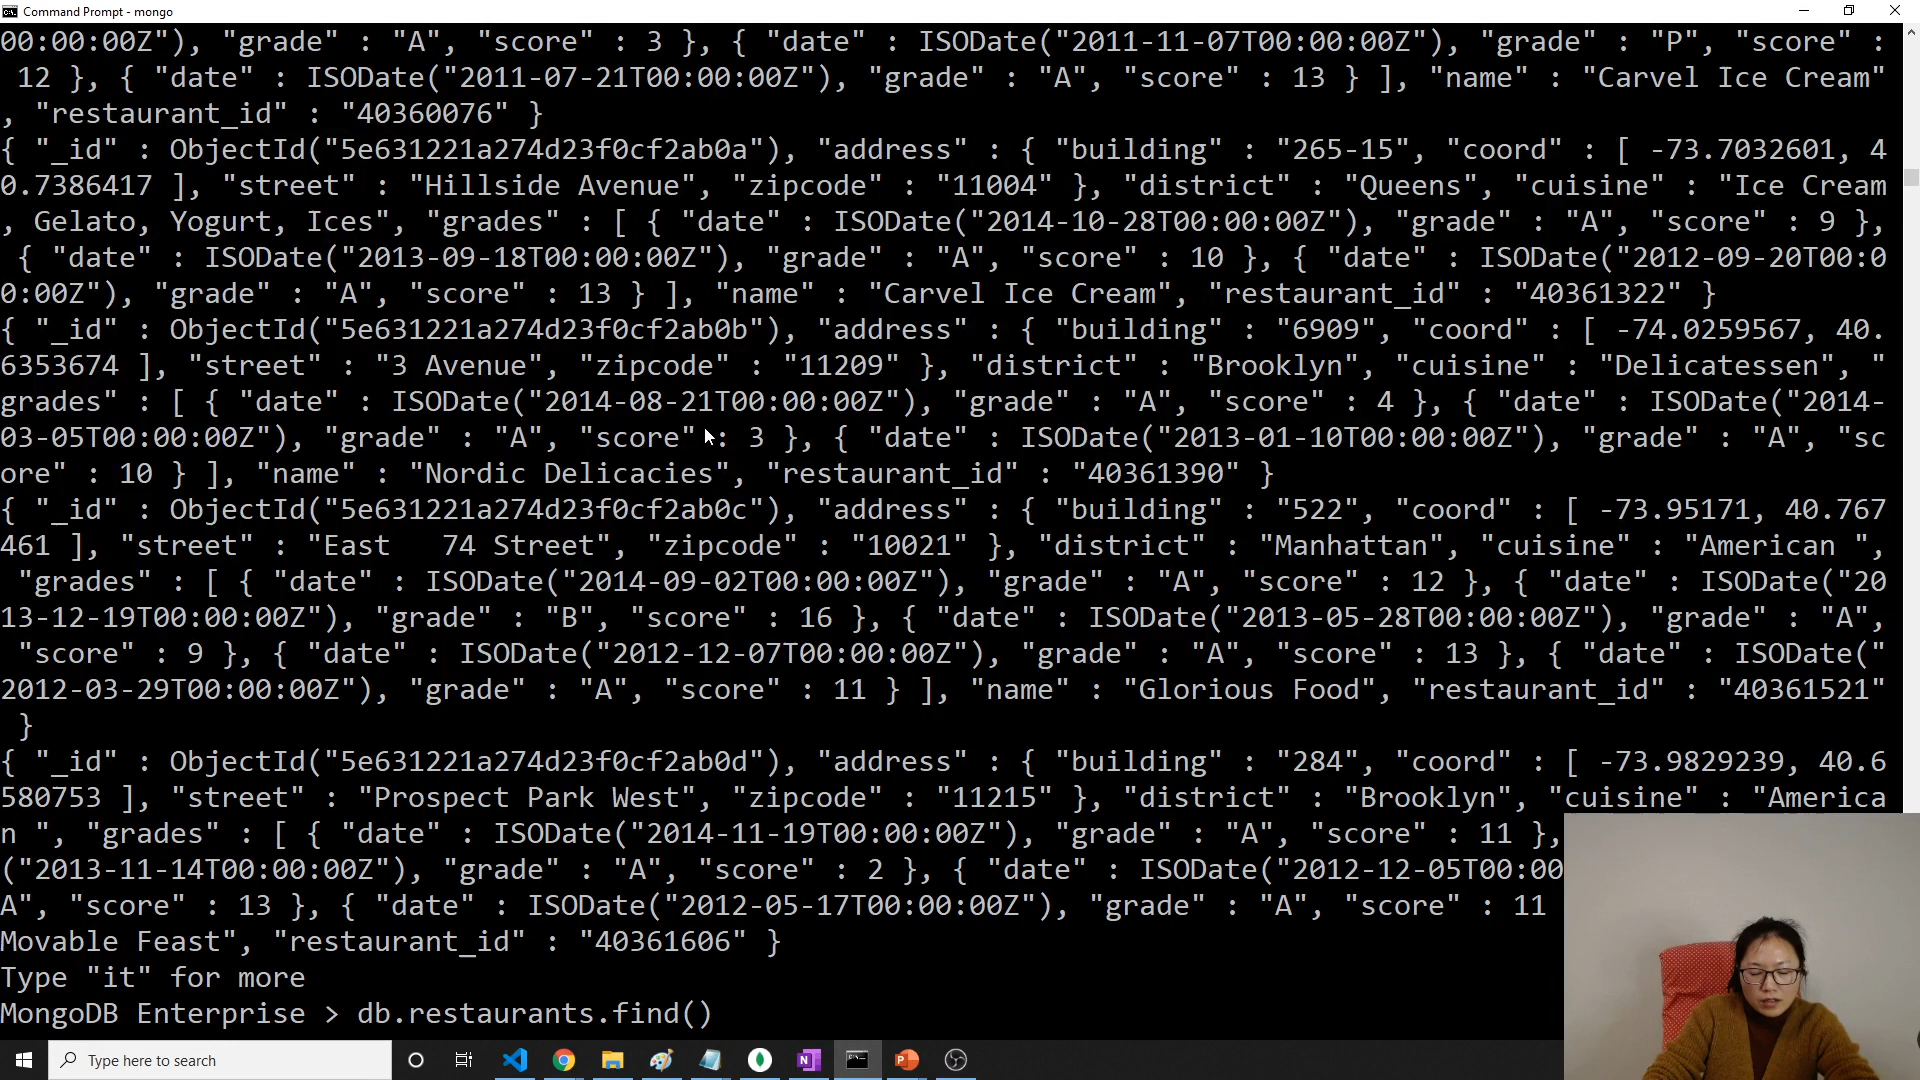 Command Prompt - mongo
00:00:00Z"), "grade" : "A", "score" : 3 }, { "date" : ISODate("2011-11-07T00:00:00Z"), "grade" : "P", "score" :
 12 }, { "date" : ISODate("2011-07-21T00:00:00Z"), "grade" : "A", "score" : 13 } ], "name" : "Carvel Ice Cream"
, "restaurant_id" : "40360076" }
{ "_id" : ObjectId("5e631221a274d23f0cf2ab0a"), "address" : { "building" : "265-15", "coord" : [ -73.7032601, 4
0.7386417 ], "street" : "Hillside Avenue", "zipcode" : "11004" }, "district" : "Queens", "cuisine" : "Ice Cream
, Gelato, Yogurt, Ices", "grades" : [ { "date" : ISODate("2014-10-28T00:00:00Z"), "grade" : "A", "score" : 9 },
 { "date" : ISODate("2013-09-18T00:00:00Z"), "grade" : "A", "score" : 10 }, { "date" : ISODate("2012-09-20T00:0
0:00Z"), "grade" : "A", "score" : 13 } ], "name" : "Carvel Ice Cream", "restaurant_id" : "40361322" }
{ "_id" : ObjectId("5e631221a274d23f0cf2ab0b"), "address" : { "building" : "6909", "coord" : [ -74.0259567, 40.
6353674 ], "street" : "3 Avenue", "zipcode" : "11209" }, "district" : "Brooklyn", "cuisine" : "Delicatessen", "
grades" : [ { "date" : ISODate("2014-08-21T00:00:00Z"), "grade" : "A", "score" : 4 }, { "date" : ISODate("2014-
03-05T00:00:00Z"), "grade" : "A", "score" : 3 }, { "date" : ISODate("2013-01-10T00:00:00Z"), "grade" : "A", "sc
ore" : 10 } ], "name" : "Nordic Delicacies", "restaurant_id" : "40361390" }
{ "_id" : ObjectId("5e631221a274d23f0cf2ab0c"), "address" : { "building" : "522", "coord" : [ -73.95171, 40.767
461 ], "street" : "East   74 Street", "zipcode" : "10021" }, "district" : "Manhattan", "cuisine" : "American ",
 "grades" : [ { "date" : ISODate("2014-09-02T00:00:00Z"), "grade" : "A", "score" : 12 }, { "date" : ISODate("20
13-12-19T00:00:00Z"), "grade" : "B", "score" : 16 }, { "date" : ISODate("2013-05-28T00:00:00Z"), "grade" : "A",
 "score" : 9 }, { "date" : ISODate("2012-12-07T00:00:00Z"), "grade" : "A", "score" : 13 }, { "date" : ISODate("
2012-03-29T00:00:00Z"), "grade" : "A", "score" : 11 } ], "name" : "Glorious Food", "restaurant_id" : "40361521"
 }
{ "_id" : ObjectId("5e631221a274d23f0cf2ab0d"), "address" : { "building" : "284", "coord" : [ -73.9829239, 40.6
580753 ], "street" : "Prospect Park West", "zipcode" : "11215" }, "district" : "Brooklyn", "cuisine" : "America
n ", "grades" : [ { "date" : ISODate("2014-11-19T00:00:00Z"), "grade" : "A", "score" : 11 },
("2013-11-14T00:00:00Z"), "grade" : "A", "score" : 2 }, { "date" : ISODate("2012-12-05T00:00
A", "score" : 13 }, { "date" : ISODate("2012-05-17T00:00:00Z"), "grade" : "A", "score" : 11
Movable Feast", "restaurant_id" : "40361606" }
Type "it" for more
MongoDB Enterprise > db.restaurants.find()
Type here to search